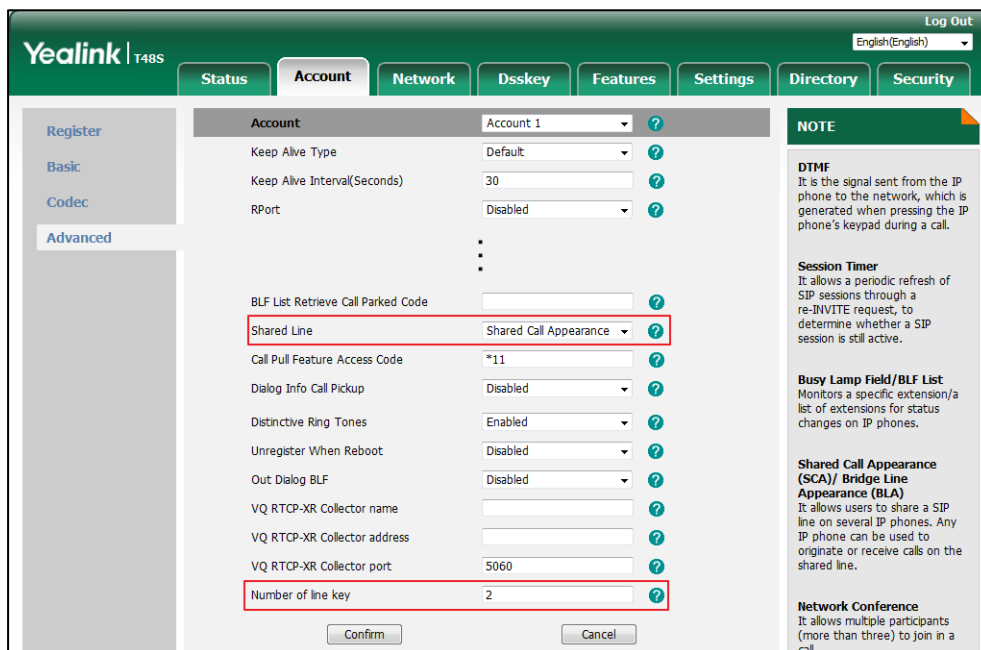 Log Out
English(English)
Yealink T48S
Status Account Network Dsskey Features Settings Directory Security
Register
Basic
Codec
Advanced
Account Account 1 ?
Keep Alive Type Default ?
Keep Alive Interval(Seconds) 30 ?
RPort Disabled ?
BLF List Retrieve Call Parked Code ?
Shared Line Shared Call Appearance ?
Call Pull Feature Access Code *11 ?
Dialog Info Call Pickup Disabled ?
Distinctive Ring Tones Enabled ?
Unregister When Reboot Disabled ?
Out Dialog BLF Disabled ?
VQ RTCP-XR Collector name ?
VQ RTCP-XR Collector address ?
VQ RTCP-XR Collector port 5060 ?
Number of line key 2 ?
Confirm Cancel
NOTE
DTMF
It is the signal sent from the IP
phone to the network, which is
generated when pressing the IP
phone's keypad during a call.
Session Timer
It allows a periodic refresh of
SIP sessions through a
re-INVITE request, to
determine whether a SIP
session is still active.
Busy Lamp Field/BLF List
Monitors a specific extension/a
list of extensions for status
changes on IP phones.
Shared Call Appearance
(SCA)/ Bridge Line
Appearance (BLA)
It allows users to share a SIP
line on several IP phones. Any
IP phone can be used to
originate or receive calls on the
shared line.
Network Conference
It allows multiple participants
(more than three) to join in a
call.